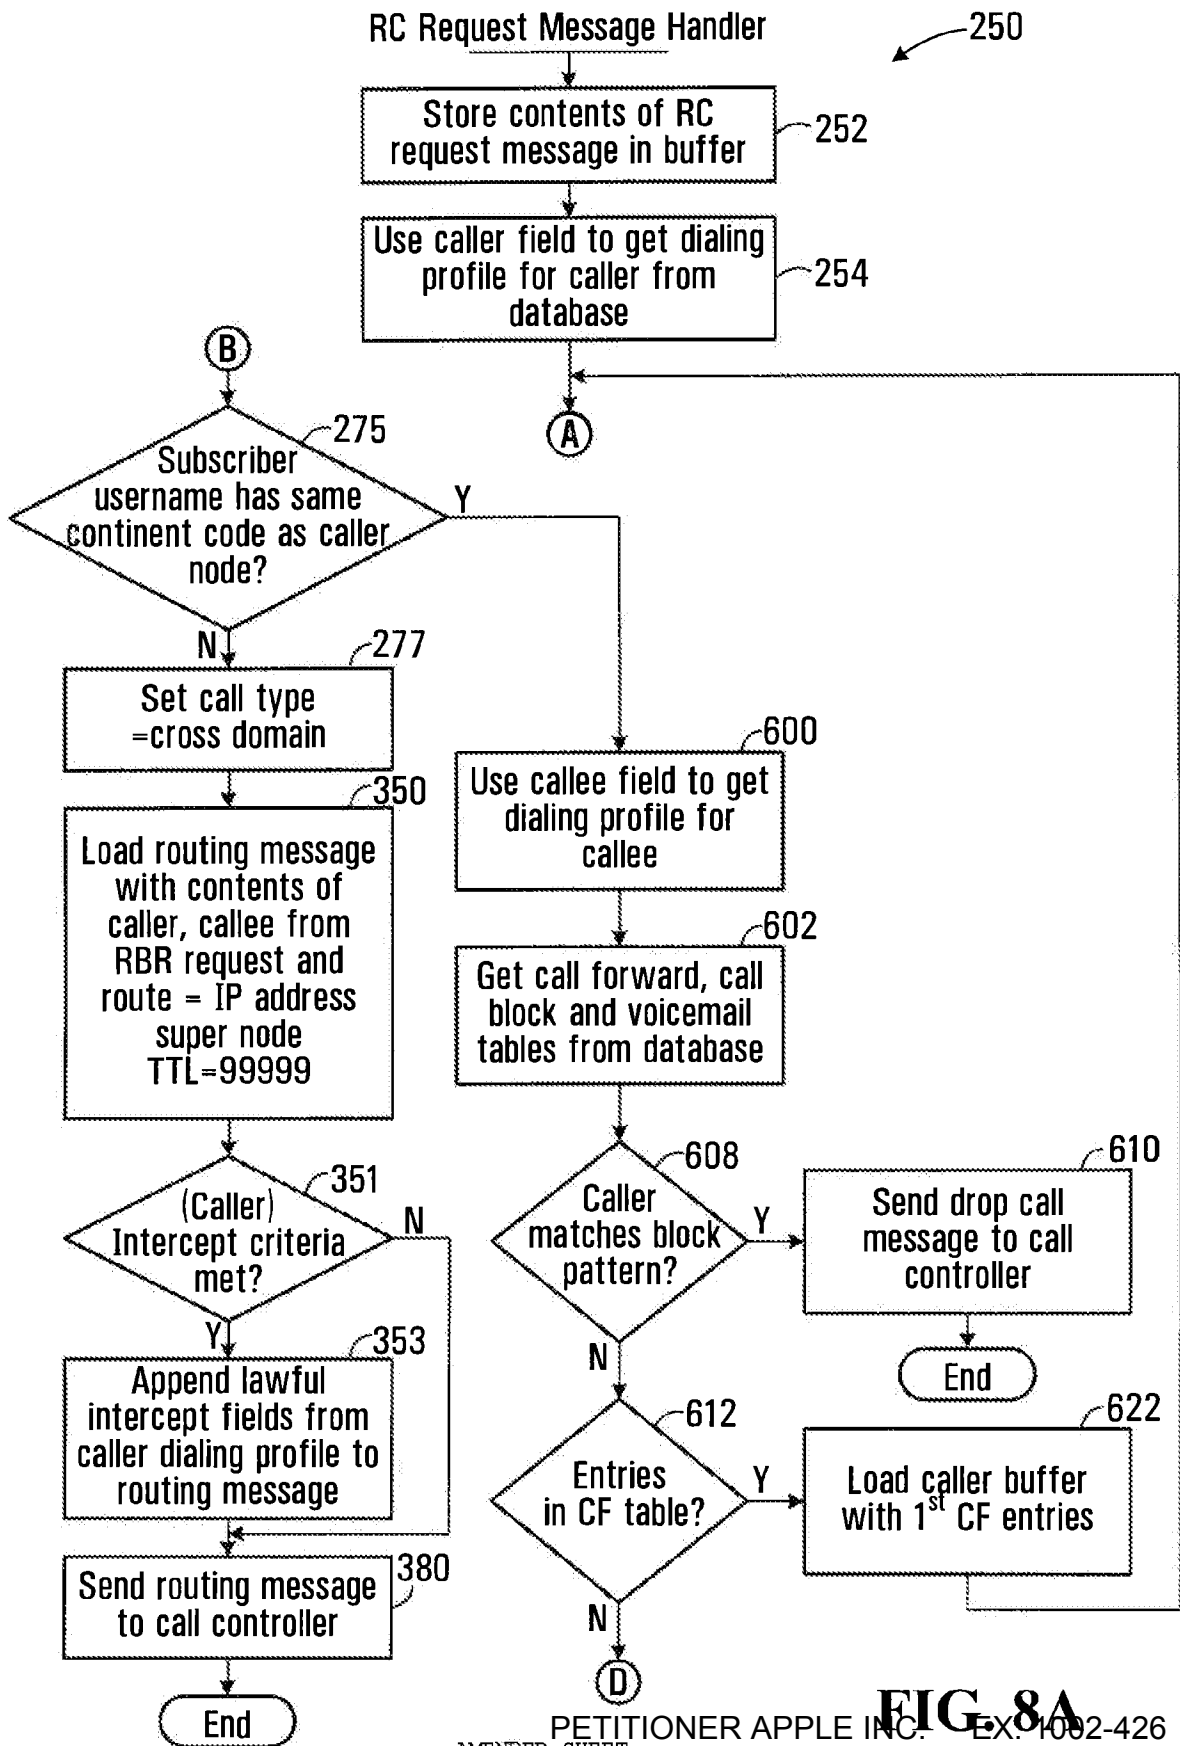 RC Request Message Handler
250
Store contents of RC
request message in buffer
252
Use caller field to get dialing
profile for caller from
database
254
B
A
275
Subscriber
username has same
continent code as caller
node?
Y
N
277
Set call type
=cross domain
350
Load routing message
with contents of
caller, callee from
RBR request and
route = IP address
super node
TTL=99999
351
(Caller)
Intercept criteria
met?
N
Y
353
Append lawful
intercept fields from
caller dialing profile to
routing message
Send routing message
to call controller
380
End
600
Use callee field to get
dialing profile for
callee
602
Get call forward, call
block and voicemail
tables from database
608
Caller
matches block
pattern?
Y
N
610
Send drop call
message to call
controller
End
612
Entries
in CF table?
Y
N
622
Load caller buffer
with 1st CF entries
D
FIG. 8A
PETITIONER APPLE INC. EX. 1002-426
AMENDED SHEET